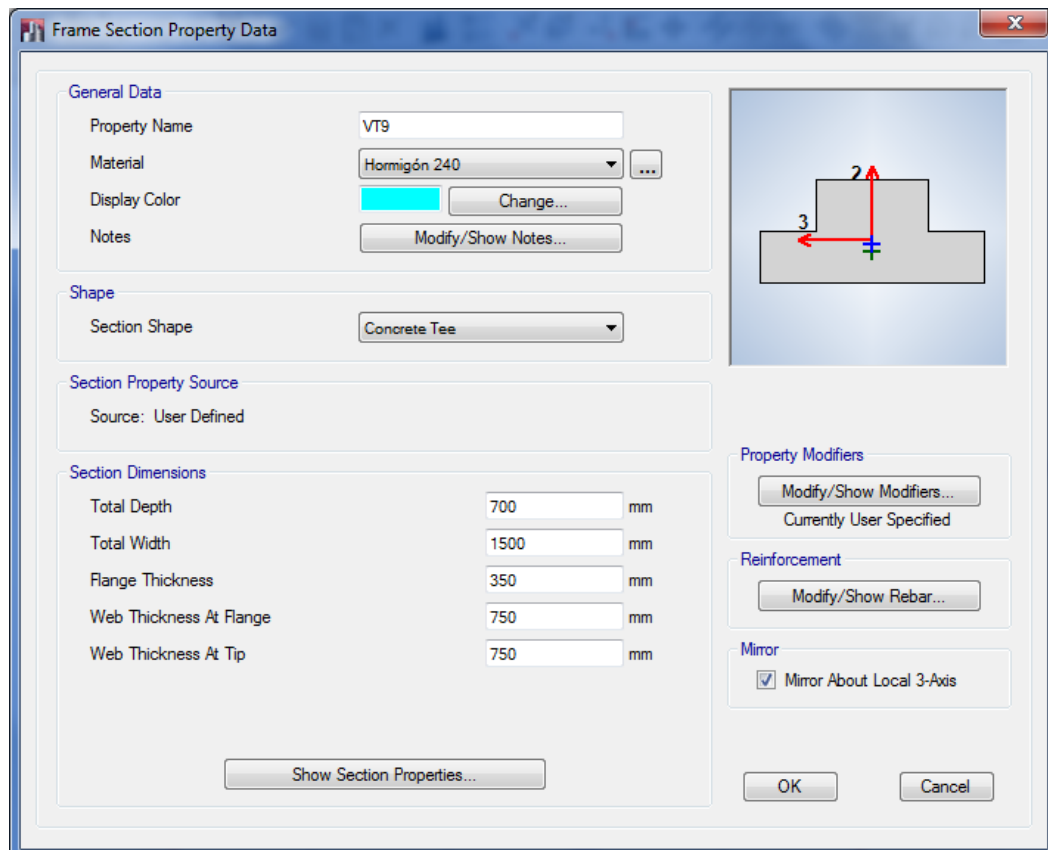 Frame Section Property Data
General Data
Property Name VT9
Material Hormigón 240 ...
Display Color Change...
Notes Modify/Show Notes...
2
3
Shape
Section Shape Concrete Tee
Section Property Source
Source: User Defined
Section Dimensions
Total Depth 700 mm
Total Width 1500 mm
Flange Thickness 350 mm
Web Thickness At Flange 750 mm
Web Thickness At Tip 750 mm
Show Section Properties...
Property Modifiers
Modify/Show Modifiers...
Currently User Specified
Reinforcement
Modify/Show Rebar...
Mirror
Mirror About Local 3-Axis
OK Cancel